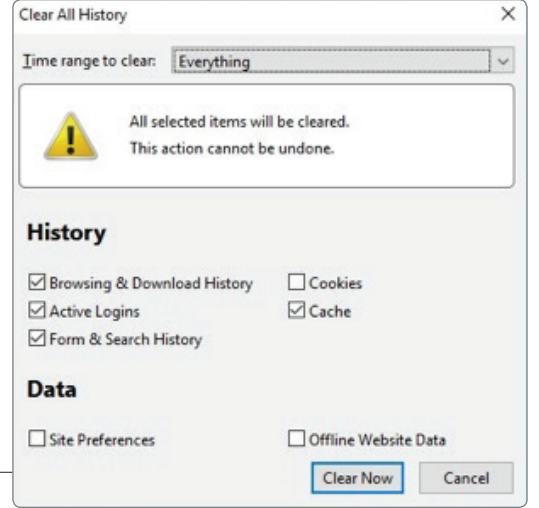 Clear All History
Time range to clear: Everything
All selected items will be cleared.
This action cannot be undone.
History
Browsing & Download History Cookies
Active Logins Cache
Form & Search History
Data
Site Preferences Offline Website Data
Clear Now Cancel